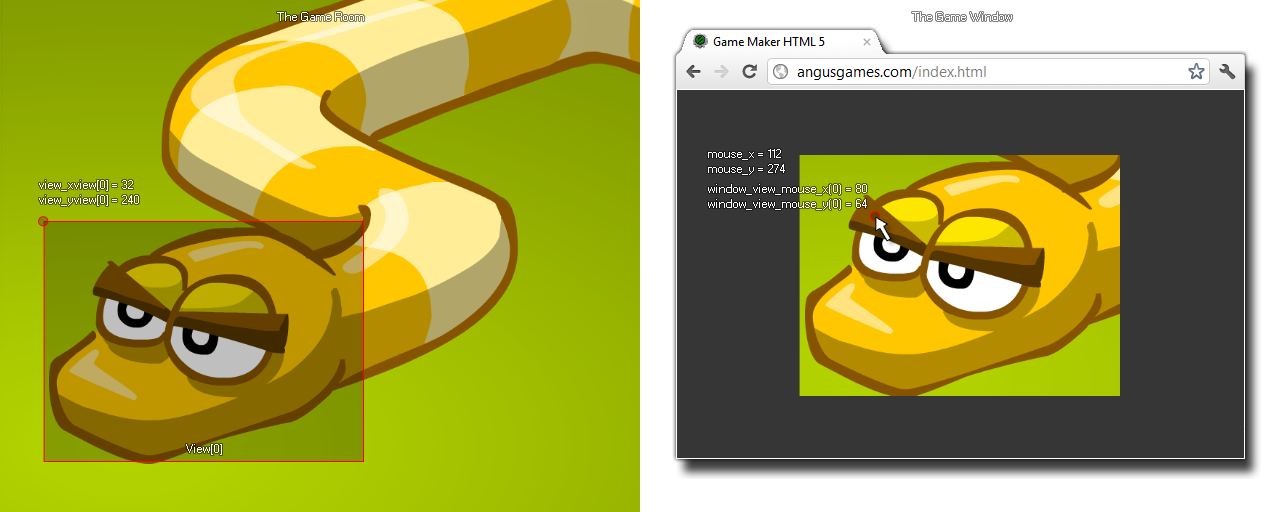 The Game Room
view_xview[0] = 32
view_yview[0] = 240
View[0]
The Game Window
Game Maker HTML 5
angusgames.com/index.html
mouse_x = 112
mouse_y = 274
window_view_mouse_x(0) = 80
window_view_mouse_y(0) = 64